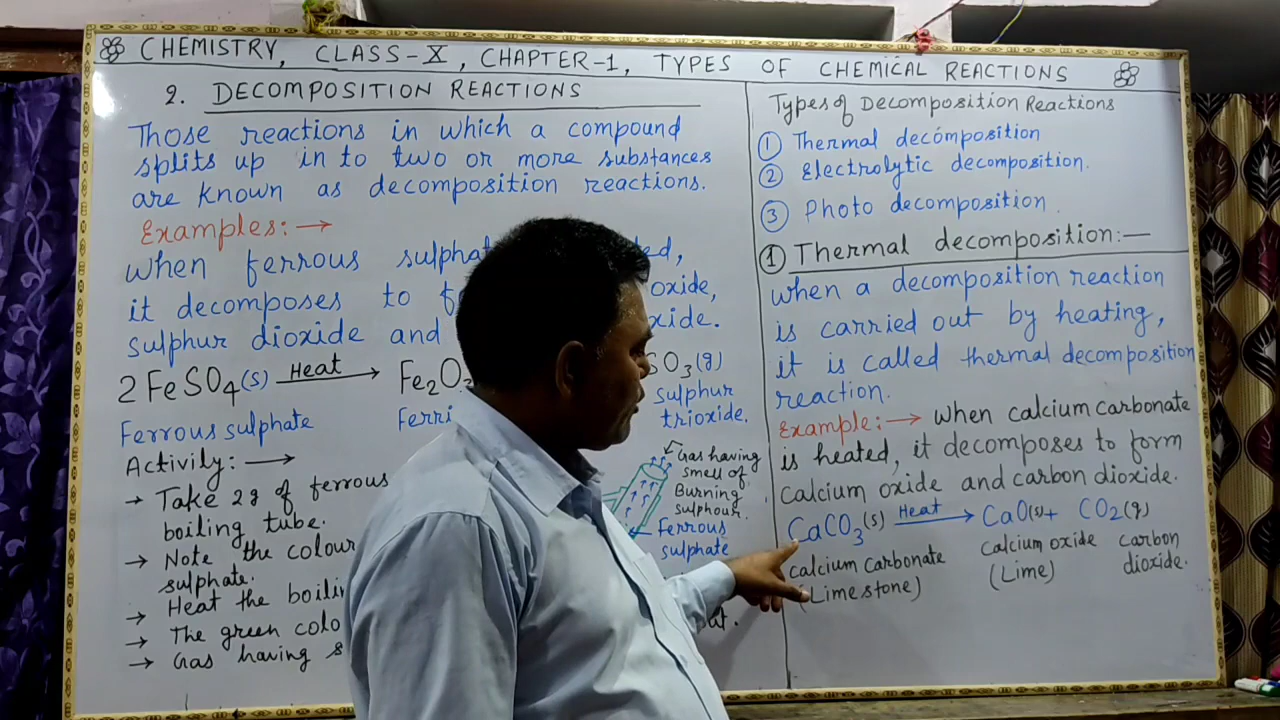 CHEMISTRY, CLASS-X, CHAPTER-1, TYPES OF CHEMICAL REACTIONS
2. DECOMPOSITION REACTIONS
Those reactions in which a compound
splits up in to two or more substances
are known as decomposition reactions.
Examples:→
When ferrous
it decomposes to oxide,
sulphur dioxide and
2FeSO4(s) Heat→ Fe2O3 SO3(g)
Ferrous sulphate sulphur
trioxide.
Activity:→
→ Take 2g of ferrous
boiling tube.
→ Note the colour
sulphate.
→ Heat the
→ The green
→ Gas having
Gas having
smell of
Burning
sulphour.
Ferrous
sulphate
Types of Decomposition Reactions
① Thermal decomposition
② Electrolytic decomposition.
③ Photo decomposition.
① Thermal decomposition:—
When a decomposition reaction
is carried out by heating,
it is called thermal decomposition
reaction.
Example:→ When calcium carbonate
is heated, it decomposes to form
calcium oxide and carbon dioxide.
CaCO3(s) Heat→ CaO(s)+ CO2(g)
calcium carbonate calcium oxide carbon
(Limestone) (Lime) dioxide.